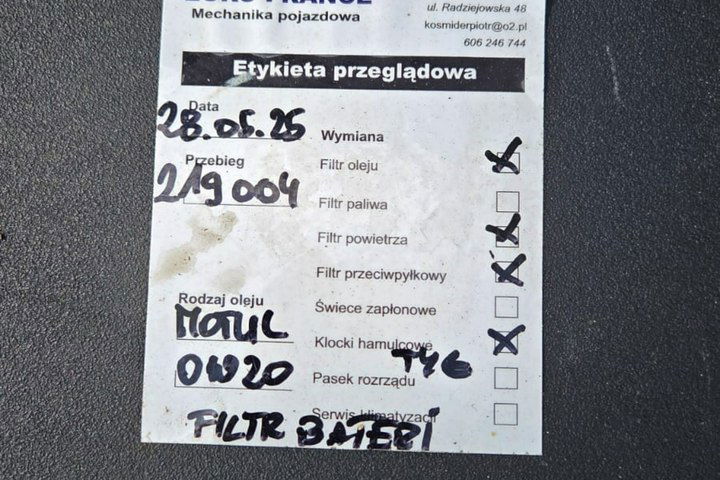 Mechanika pojazdowa
ul. Radziejowska 48
kosmiderpiotr@o2.pl
606 246 744
Etykieta przeglądowa
Data
28.05.25
Wymiana
Przebieg
219 004
Filtr oleju X
Filtr paliwa
Filtr powietrza X
Filtr przeciwpyłkowy X
Rodzaj oleju
MOTUL
0W20
Świece zapłonowe
Klocki hamulcowe TYŁ X
Pasek rozrządu
Serwis klimatyzacji
FILTR BATERI